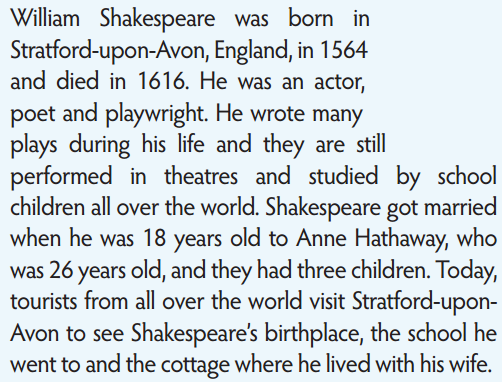 William Shakespeare was born in
Stratford-upon-Avon, England, in 1564
and died in 1616. He was an actor,
poet and playwright. He wrote many
plays during his life and they are still
performed in theatres and studied by school
children all over the world. Shakespeare got married
when he was 18 years old to Anne Hathaway, who
was 26 years old, and they had three children. Today,
tourists from all over the world visit Stratford-upon-
Avon to see Shakespeare's birthplace, the school he
went to and the cottage where he lived with his wife.